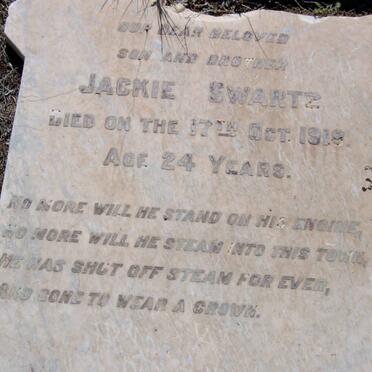 OUR DEAR BELOVED
SON AND BROTHER
JACKIE SWARTZ
DIED ON THE 17TH OCT. 1918.
AGE 24 YEARS.
NO MORE WILL HE STAND ON HIS ENGINE,
NO MORE WILL HE STEAM INTO THIS TOWN,
HE HAS SHUT OFF STEAM FOR EVER,
AND GONE TO WEAR A CROWN.